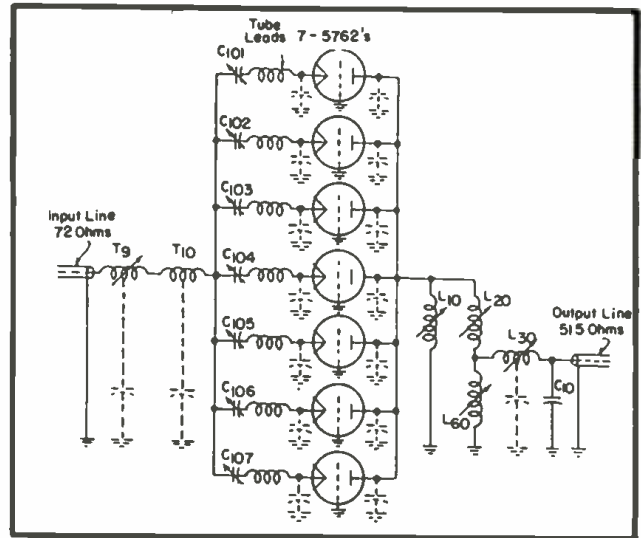 Tube
Leads 7-5762's
C101
C102
C103
Input Line
72 Ohms
T9
T10
C104
L10
L20
Output Line
51.5 Ohms
L30
C105
C10
C106
L60
C107